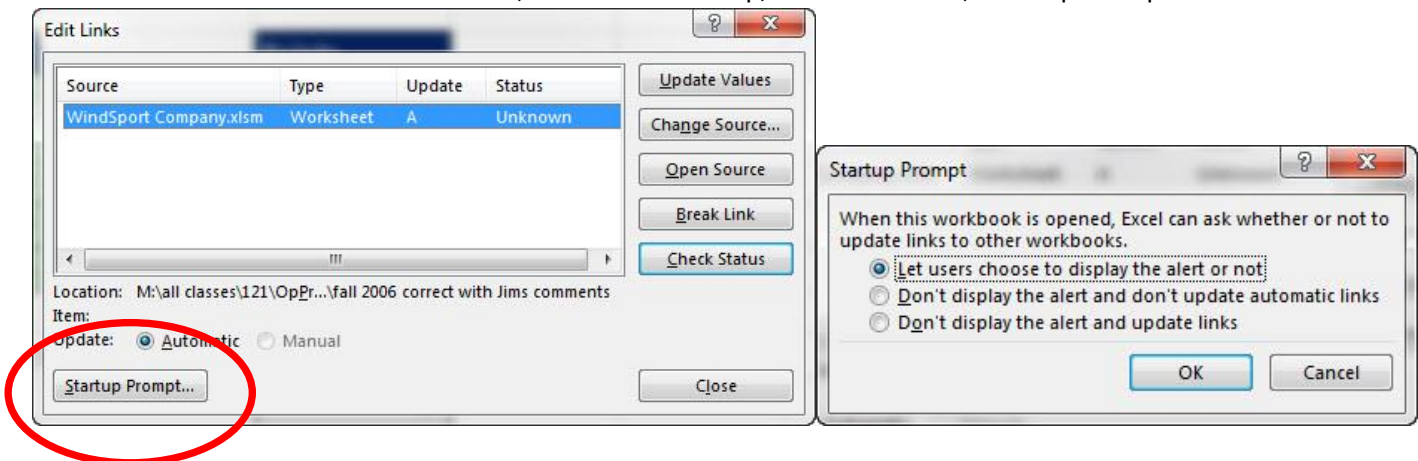 Edit Links
Source Type Update Status
WindSport Company.xlsm Worksheet A Unknown
Update Values
Change Source...
Open Source
Break Link
Check Status
Location: M:\all classes\121\OpPr...\fall 2006 correct with Jims comments
Item:
Update: Automatic Manual
Startup Prompt...
Close
Startup Prompt
When this workbook is opened, Excel can ask whether or not to
update links to other workbooks.
Let users choose to display the alert or not
Don't display the alert and don't update automatic links
Don't display the alert and update links
OK Cancel